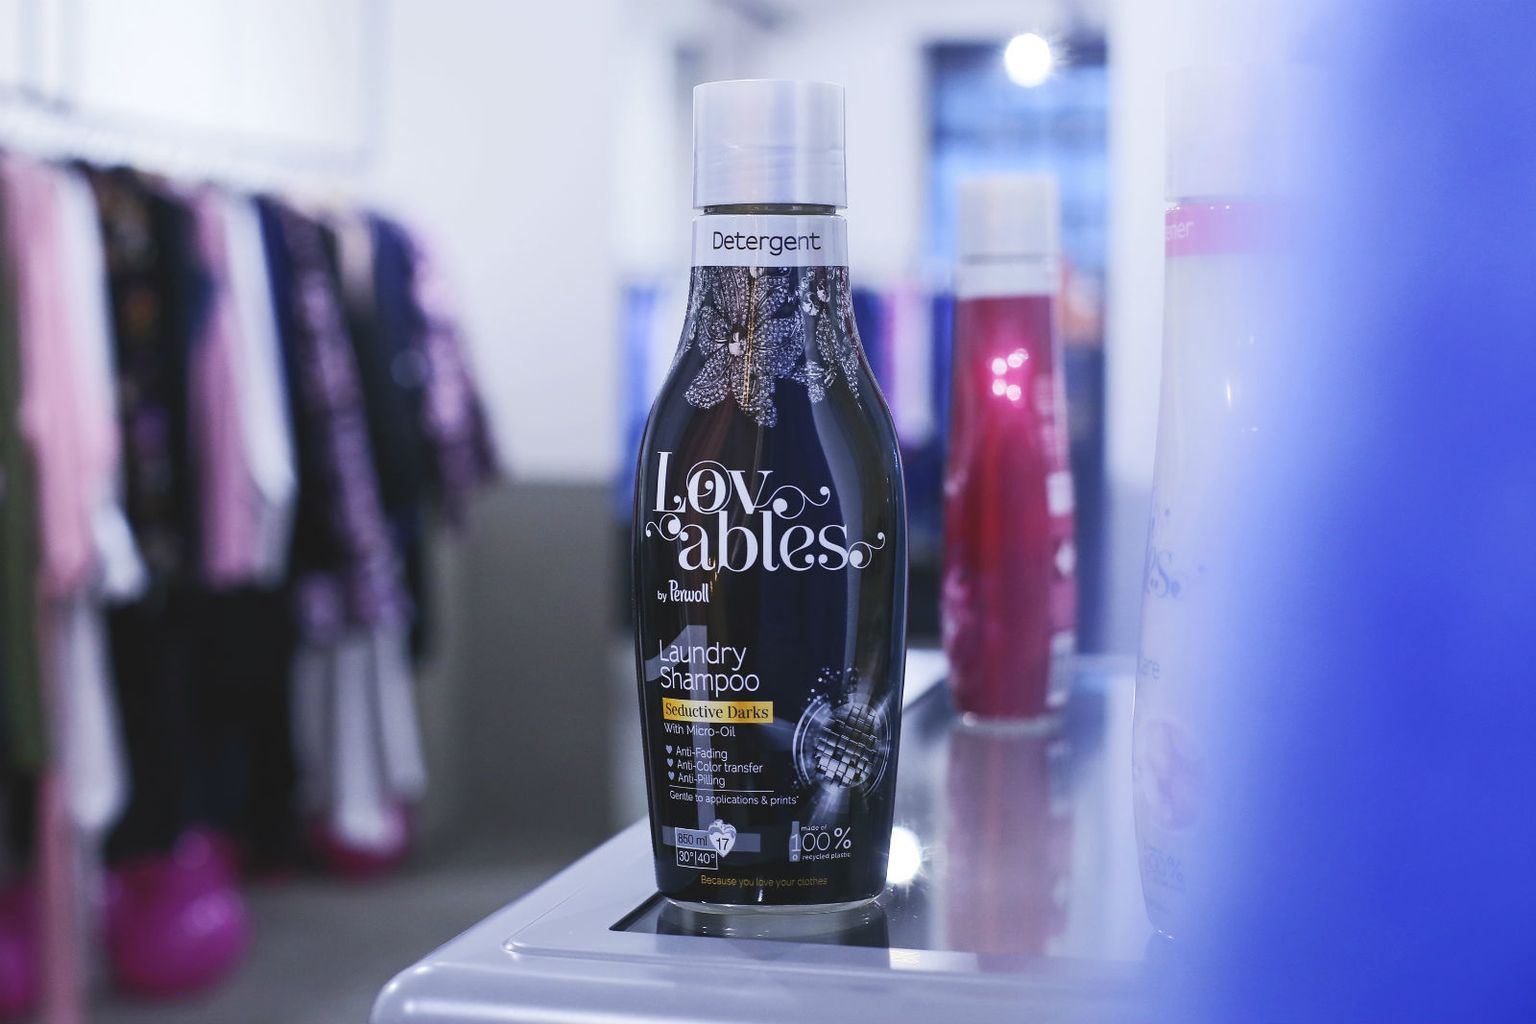 Detergent
Lov
ables
by Perwoll
1
Laundry
Shampoo
Seductive Darks
With Micro-Oil
Anti-Fading
Anti-Color transfer
Anti-Pilling
Gentle to applications & prints*
850 ml 17
30° 40°
made of
100%
recycled plastic
Because you love your clothes